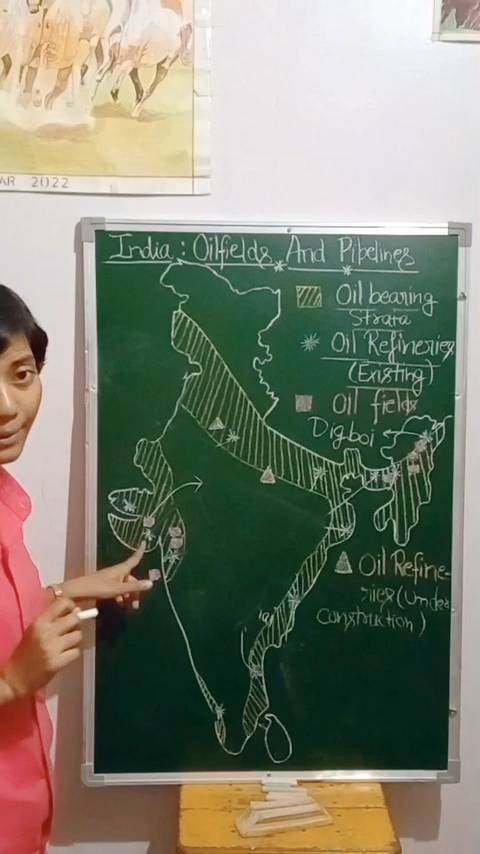 AR 2022
India: Oilfields And Pipelines
Oil bearing
Strata
Oil Refineries
(Existing)
Oil fields
Digboi
Oil Refine-
ries (Under
construction)